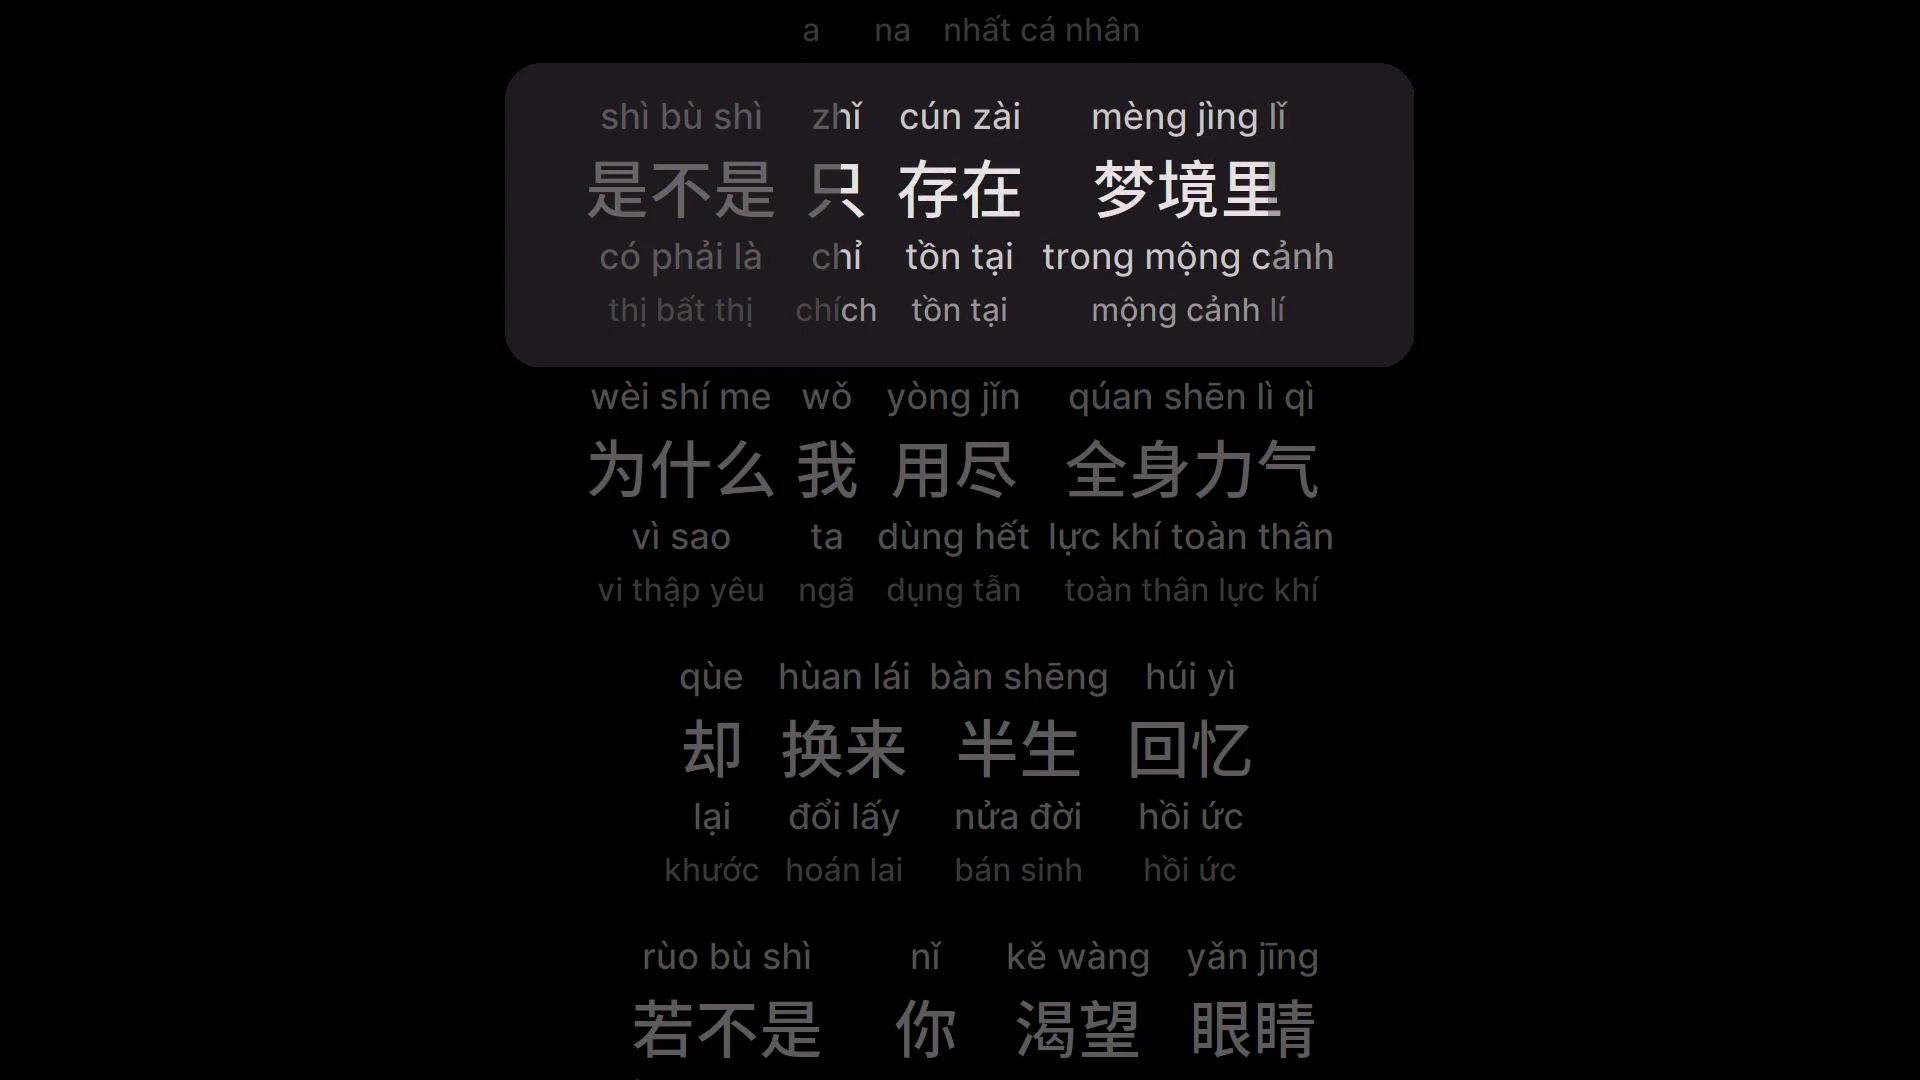 a na nhất cá nhân
shì bù shì zhǐ cún zài mèng jìng lǐ
是不是 只 存在 梦境里
có phải là chỉ tồn tại trong mộng cảnh
thị bất thị chích tồn tại mộng cảnh lí
wèi shí me wǒ yòng jǐn qúan shēn lì qì
为什么 我 用尽 全身力气
vì sao ta dùng hết lực khí toàn thân
vi thập yêu ngã dụng tẫn toàn thân lực khí
qùe hùan lái bàn shēng húi yì
却 换来 半生 回忆
lại đổi lấy nửa đời hồi ức
khước hoán lai bán sinh hồi ức
rùo bù shì nǐ kě wàng yǎn jīng
若不是 你 渴望 眼睛